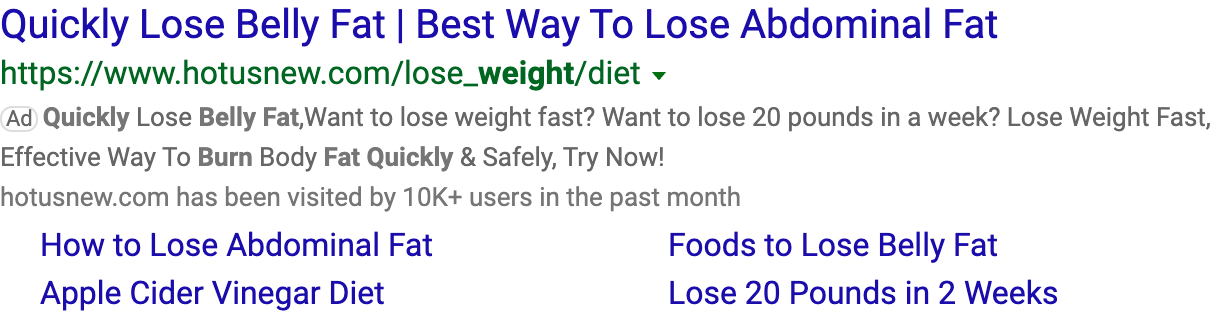 Quickly Lose Belly Fat | Best Way To Lose Abdominal Fat
https://www.hotusnew.com/lose_weight/diet
Ad Quickly Lose Belly Fat,Want to lose weight fast? Want to lose 20 pounds in a week? Lose Weight Fast,
Effective Way To Burn Body Fat Quickly & Safely, Try Now!
hotusnew.com has been visited by 10K+ users in the past month
How to Lose Abdominal Fat Foods to Lose Belly Fat
Apple Cider Vinegar Diet Lose 20 Pounds in 2 Weeks